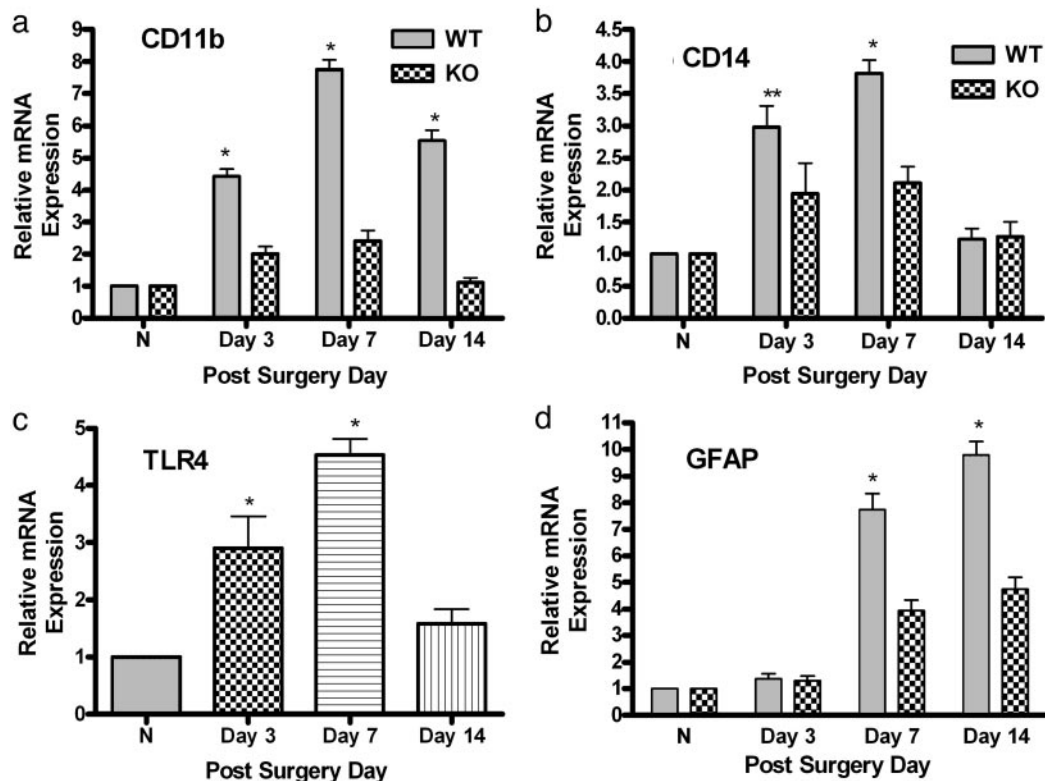 a
CD11b
WT
KO
*
*
*
Relative mRNA
Expression
9
8
7
6
5
4
3
2
1
0
N Day 3 Day 7 Day 14
Post Surgery Day
b
CD14
WT
KO
**
*
Relative mRNA
Expression
4.5
4.0
3.5
3.0
2.5
2.0
1.5
1.0
0.5
0.0
N Day 3 Day 7 Day 14
Post Surgery Day
c
TLR4
*
*
Relative mRNA
Expression
5
4
3
2
1
0
N Day 3 Day 7 Day 14
Post Surgery Day
d
GFAP
*
*
Relative mRNA
Expression
11
10
9
8
7
6
5
4
3
2
1
0
N Day 3 Day 7 Day 14
Post Surgery Day